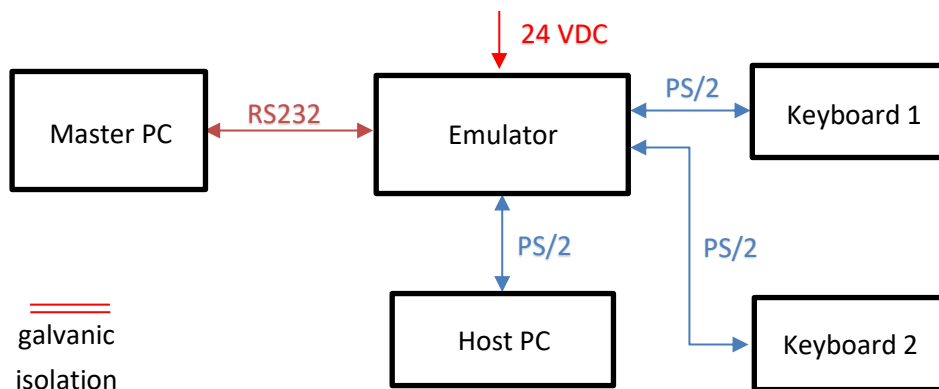 24 VDC
Master PC
RS232
Emulator
PS/2
Keyboard 1
PS/2
PS/2
Host PC
Keyboard 2
galvanic
isolation